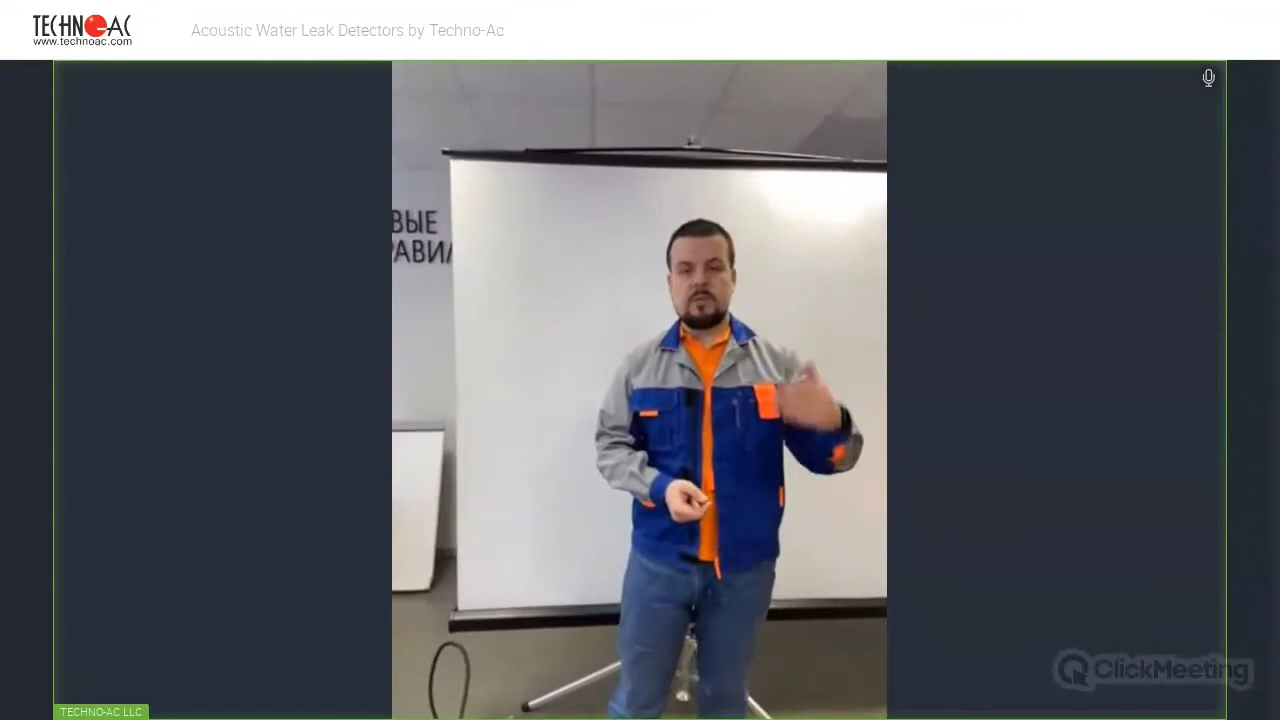 TECHNO-AC
www.technoac.com
Acoustic Water Leak Detectors by Techno-Ac
ВЫЕ
РАВИЛ
ClickMeeting
TECHNO-AC LLC